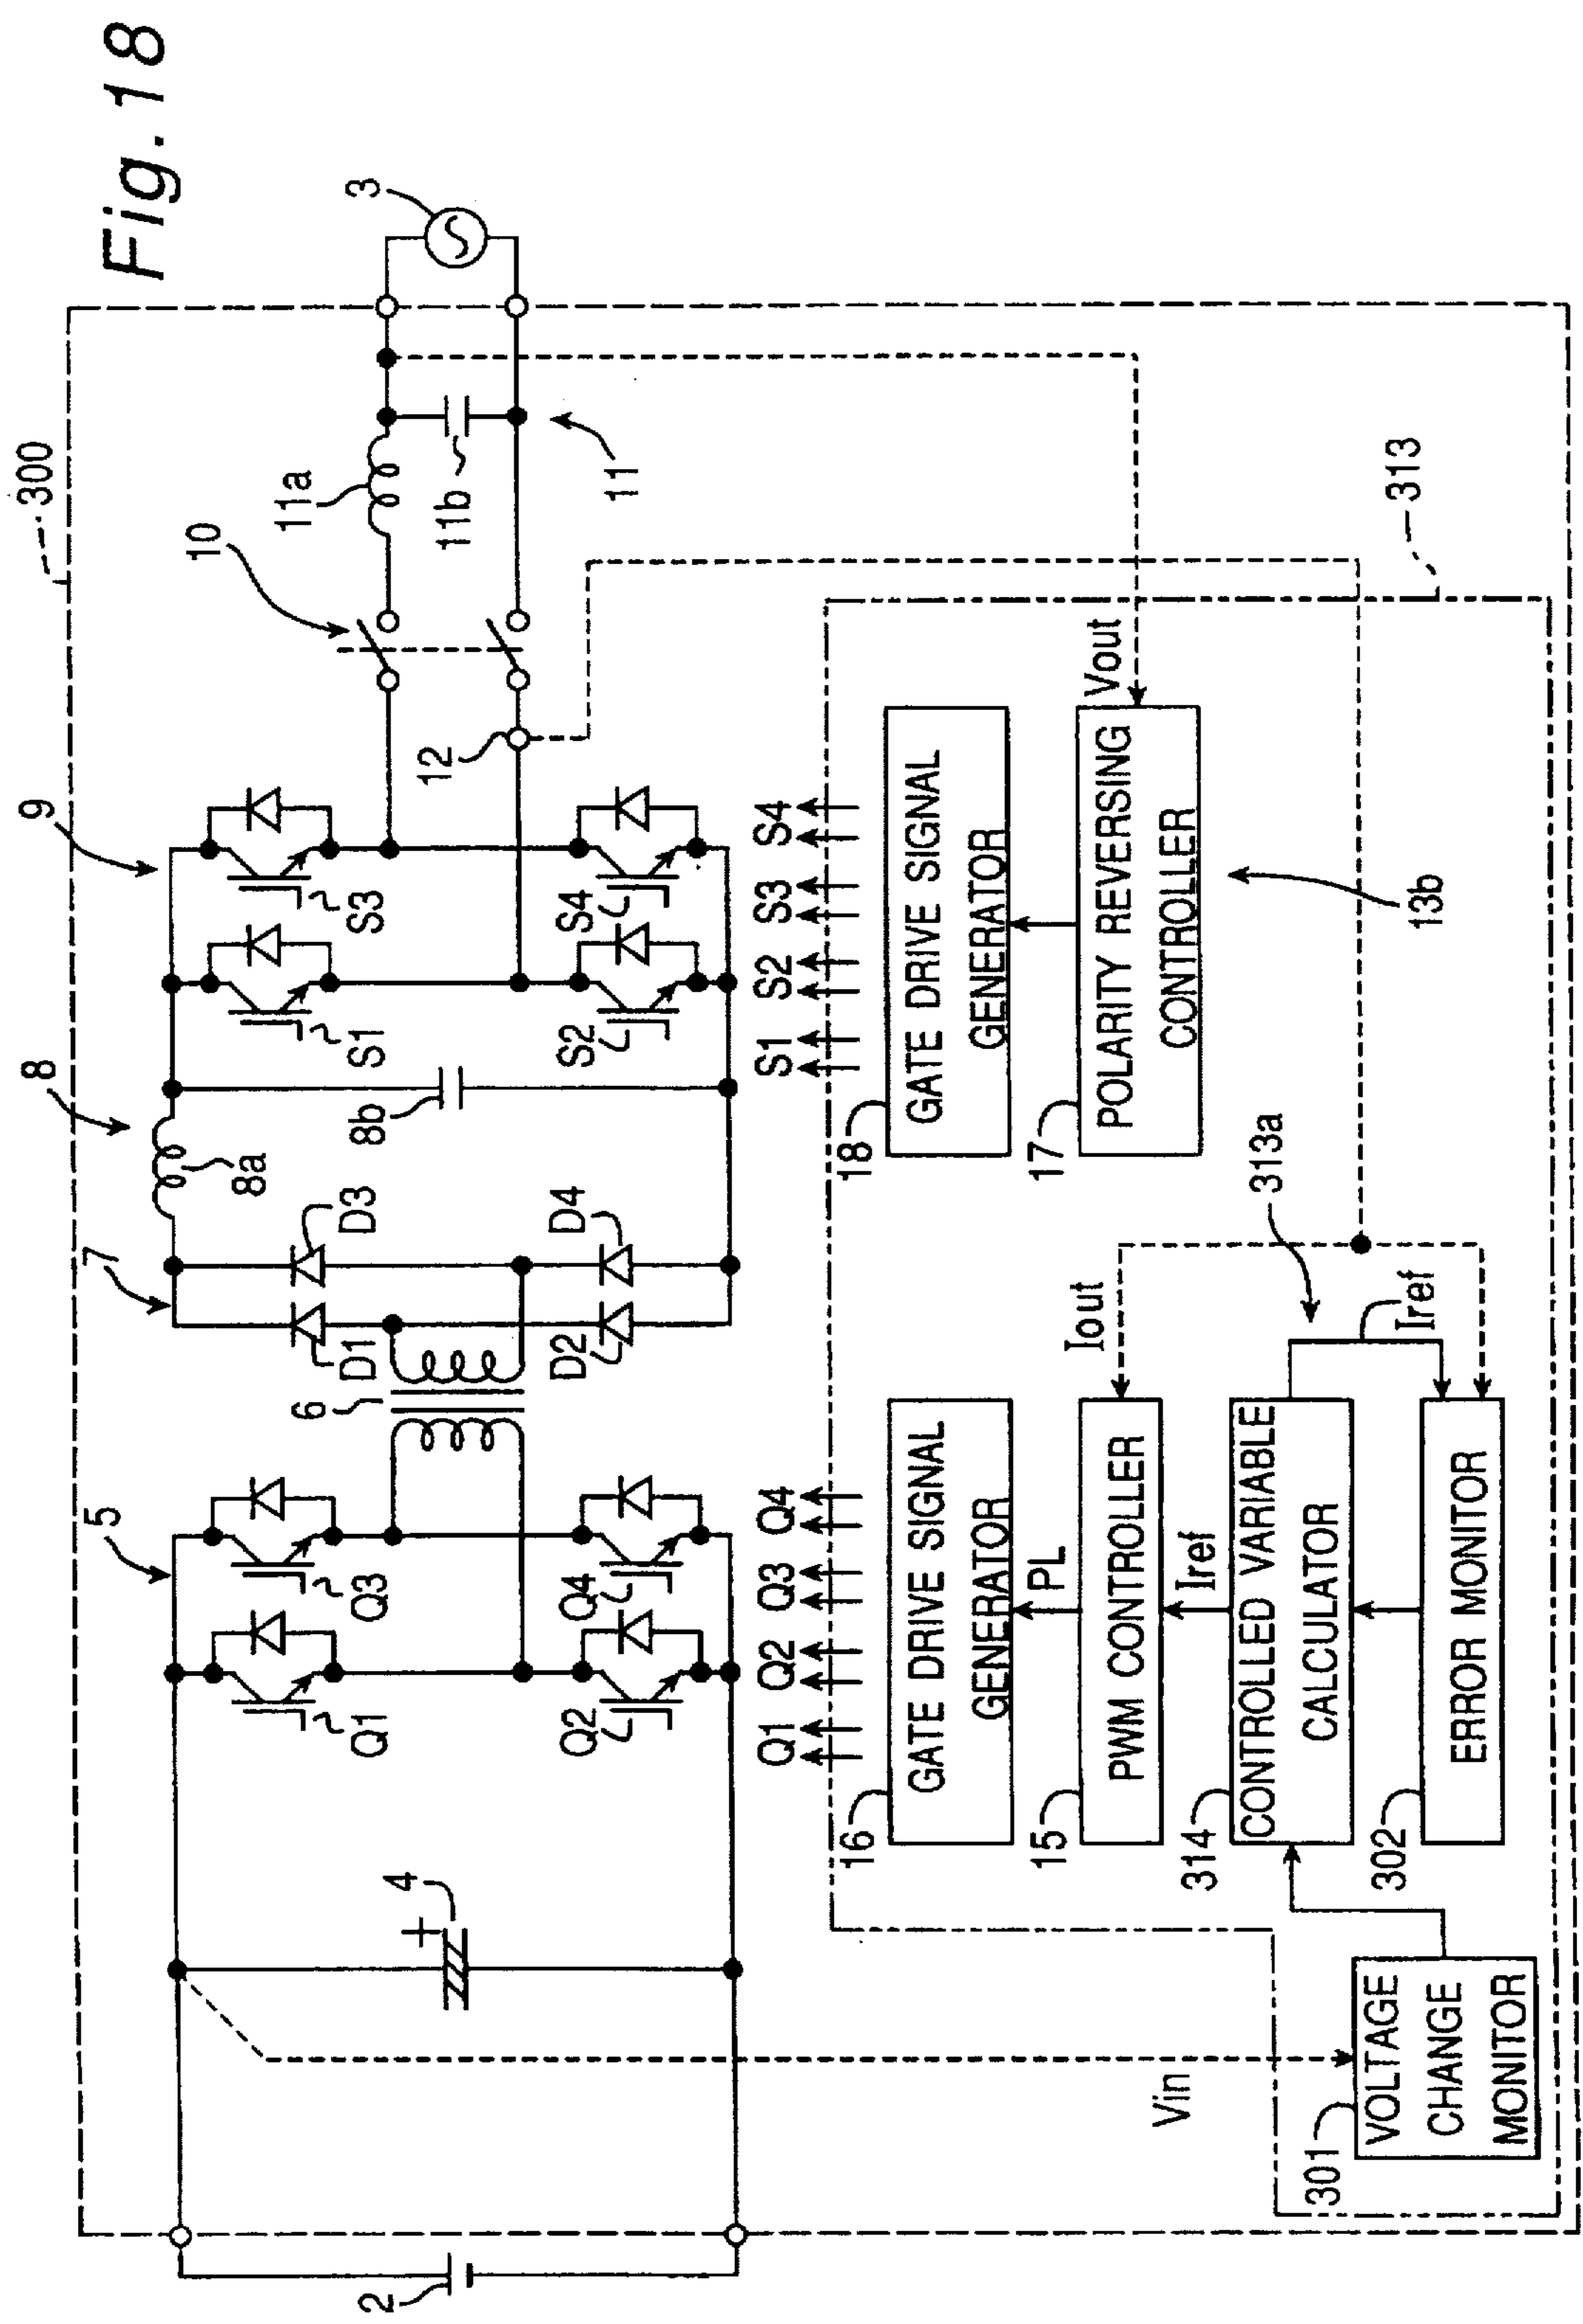 Fig. 18
300
5
7
8
9
10
3
Q1
Q3
Q2
Q4
4
2
6
D1
D3
D2
D4
8a
8b
S1
S3
S2
S4
12
11a
11b
11
Q1 Q2 Q3 Q4
S1 S2 S3 S4
16
GATE DRIVE SIGNAL
GENERATOR
PL
15
PWM CONTROLLER
Iout
Iref
314
CONTROLLED VARIABLE
CALCULATOR
313a
Iref
302
ERROR MONITOR
Vin
301
VOLTAGE
CHANGE
MONITOR
18
GATE DRIVE SIGNAL
GENERATOR
17
POLARITY REVERSING
CONTROLLER
Vout
13b
313